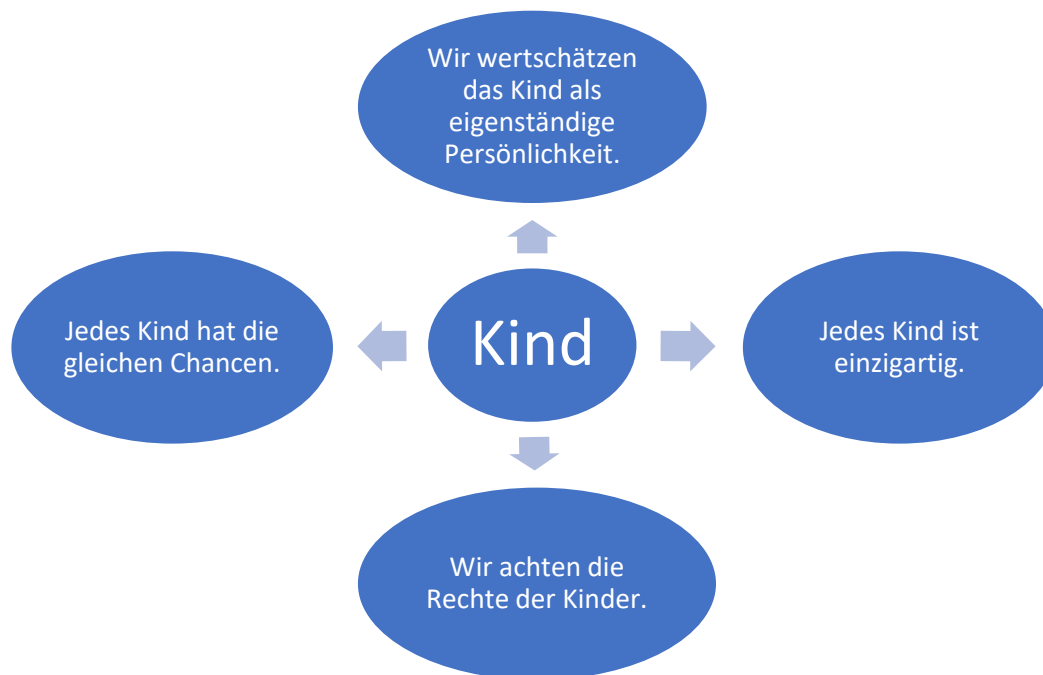 Wir wertschätzen
das Kind als
eigenständige
Persönlichkeit.
Jedes Kind hat die
gleichen Chancen.
Kind
Jedes Kind ist
einzigartig.
Wir achten die
Rechte der Kinder.